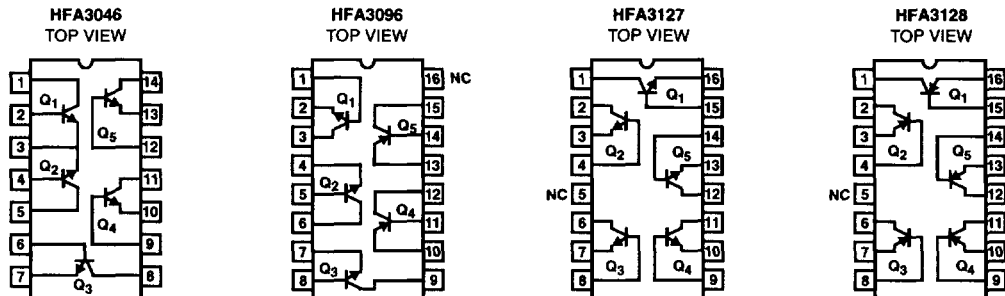 HFA3046
TOP VIEW
1
2
3
4
5
6
7
14
13
12
11
10
9
8
Q1
Q2
Q3
Q4
Q5
HFA3096
TOP VIEW
1
2
3
4
5
6
7
8
16 NC
15
14
13
12
11
10
9
Q1
Q2
Q3
Q4
Q5
HFA3127
TOP VIEW
1
2
3
4
NC 5
6
7
8
16
15
14
13
12
11
10
9
Q1
Q2
Q3
Q4
Q5
HFA3128
TOP VIEW
1
2
3
4
NC 5
6
7
8
16
15
14
13
12
11
10
9
Q1
Q2
Q3
Q4
Q5